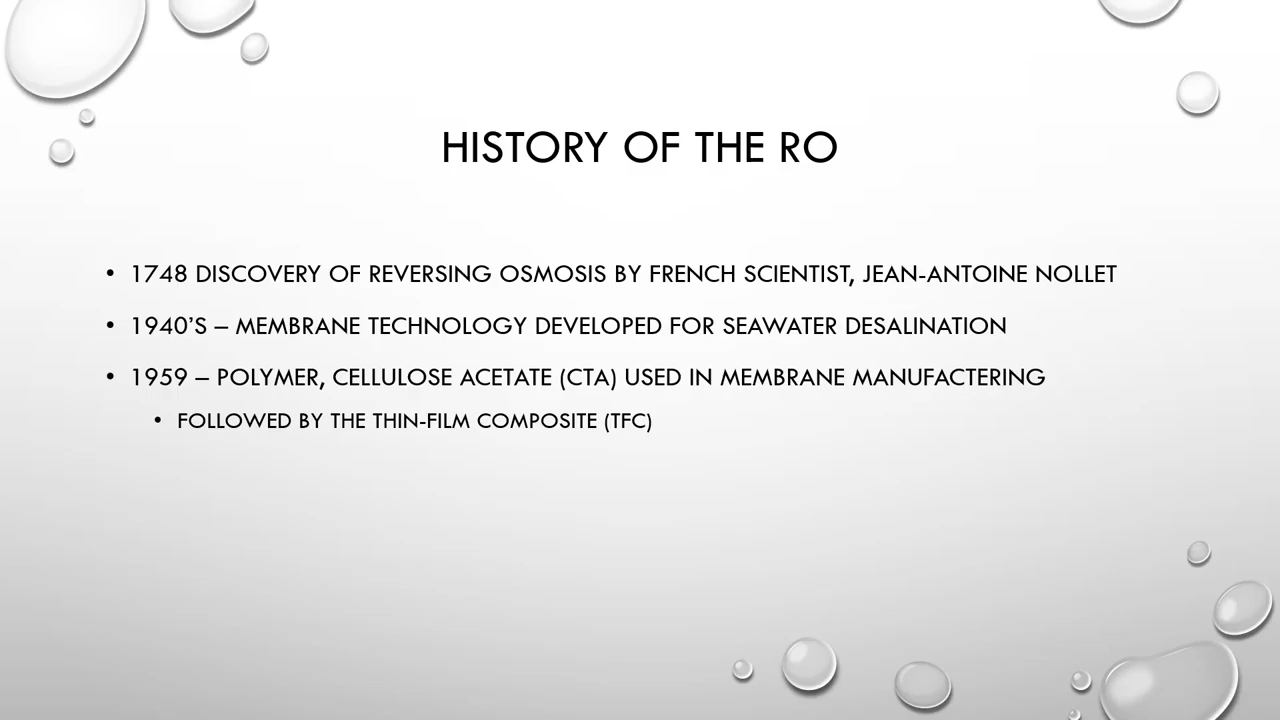 HISTORY OF THE RO
• 1748 DISCOVERY OF REVERSING OSMOSIS BY FRENCH SCIENTIST, JEAN-ANTOINE NOLLET
• 1940’S – MEMBRANE TECHNOLOGY DEVELOPED FOR SEAWATER DESALINATION
• 1959 – POLYMER, CELLULOSE ACETATE (CTA) USED IN MEMBRANE MANUFACTERING
• FOLLOWED BY THE THIN-FILM COMPOSITE (TFC)